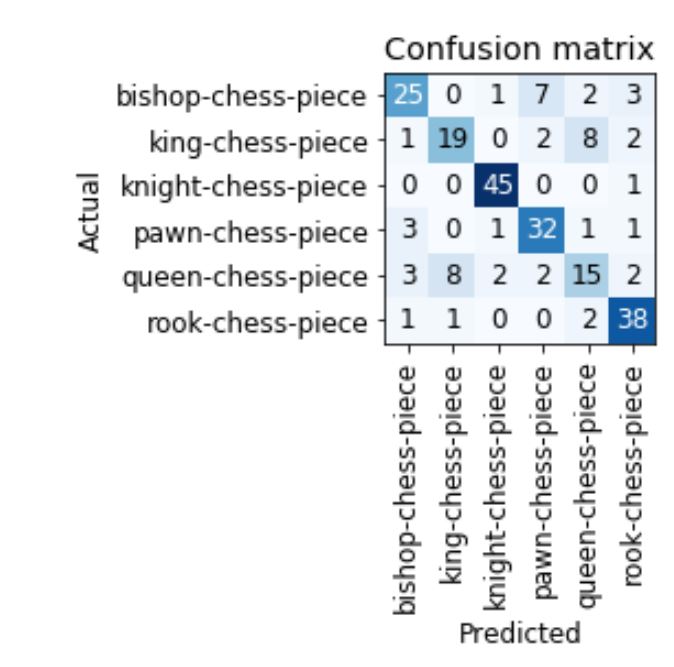 Confusion matrix
bishop-chess-piece 25 0 1 7 2 3
king-chess-piece 1 19 0 2 8 2
knight-chess-piece 0 0 45 0 0 1
pawn-chess-piece 3 0 1 32 1 1
queen-chess-piece 3 8 2 2 15 2
rook-chess-piece 1 1 0 0 2 38
Actual
bishop-chess-piece
king-chess-piece
knight-chess-piece
pawn-chess-piece
queen-chess-piece
rook-chess-piece
Predicted